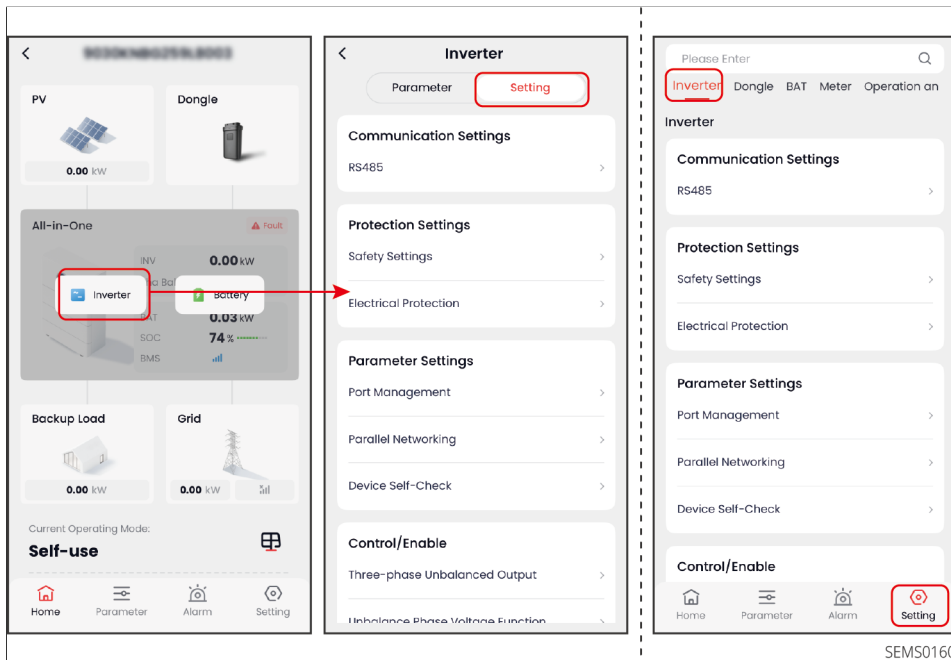 PV
Dongle
0.00 kW
All-in-One
Fault
INV 0.00 kW
Inverter
Battery
BAT 0.03 kW
SOC 74 %
BMS
Backup Load
Grid
0.00 kW
0.00 kW
Current Operating Mode:
Self-use
Home
Parameter
Alarm
Setting
Inverter
Parameter
Setting
Communication Settings
RS485
Protection Settings
Safety Settings
Electrical Protection
Parameter Settings
Port Management
Parallel Networking
Device Self-Check
Control/Enable
Three-phase Unbalanced Output
Unbalance Phase Voltage Function
Please Enter
Inverter Dongle BAT Meter Operation an
Inverter
Communication Settings
RS485
Protection Settings
Safety Settings
Electrical Protection
Parameter Settings
Port Management
Parallel Networking
Device Self-Check
Control/Enable
Home
Parameter
Alarm
Setting